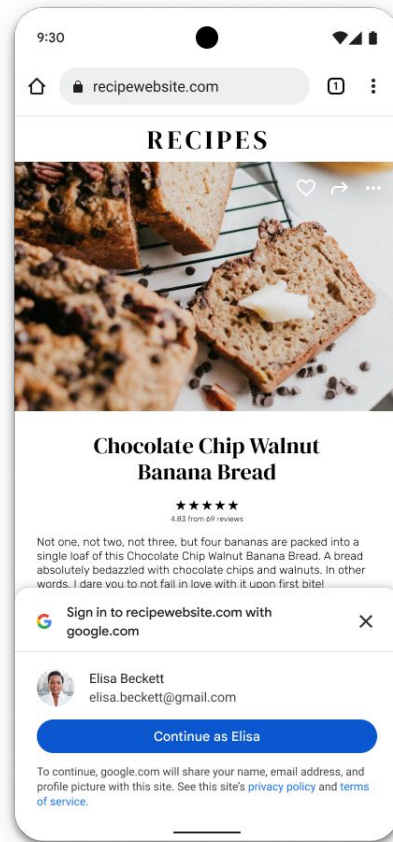 9:30
recipewebsite.com
1
RECIPES
Chocolate Chip Walnut
Banana Bread
★★★★★
4.83 from 69 reviews
Not one, not two, not three, but four bananas are packed into a
single loaf of this Chocolate Chip Walnut Banana Bread. A bread
absolutely bedazzled with chocolate chips and walnuts. In other
words, I dare you to not fall in love with it upon first bite!
Sign in to recipewebsite.com with
google.com
Elisa Beckett
elisa.beckett@gmail.com
Continue as Elisa
To continue, google.com will share your name, email address, and
profile picture with this site. See this site's privacy policy and terms
of service.